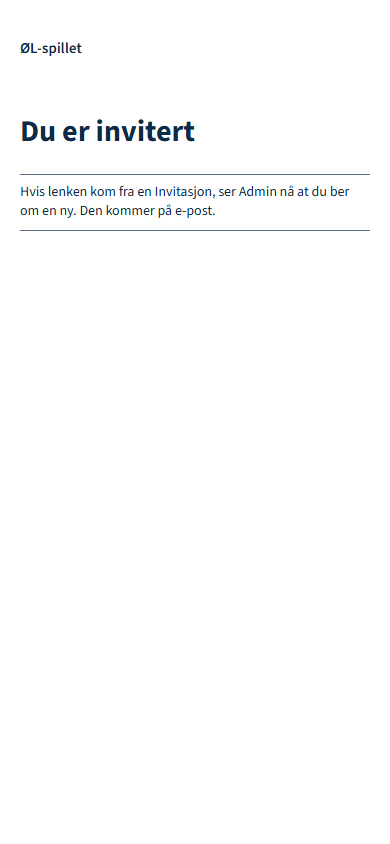 ØL-spillet
Du er invitert
Hvis lenken kom fra en Invitasjon, ser Admin nå at du ber
om en ny. Den kommer på e-post.